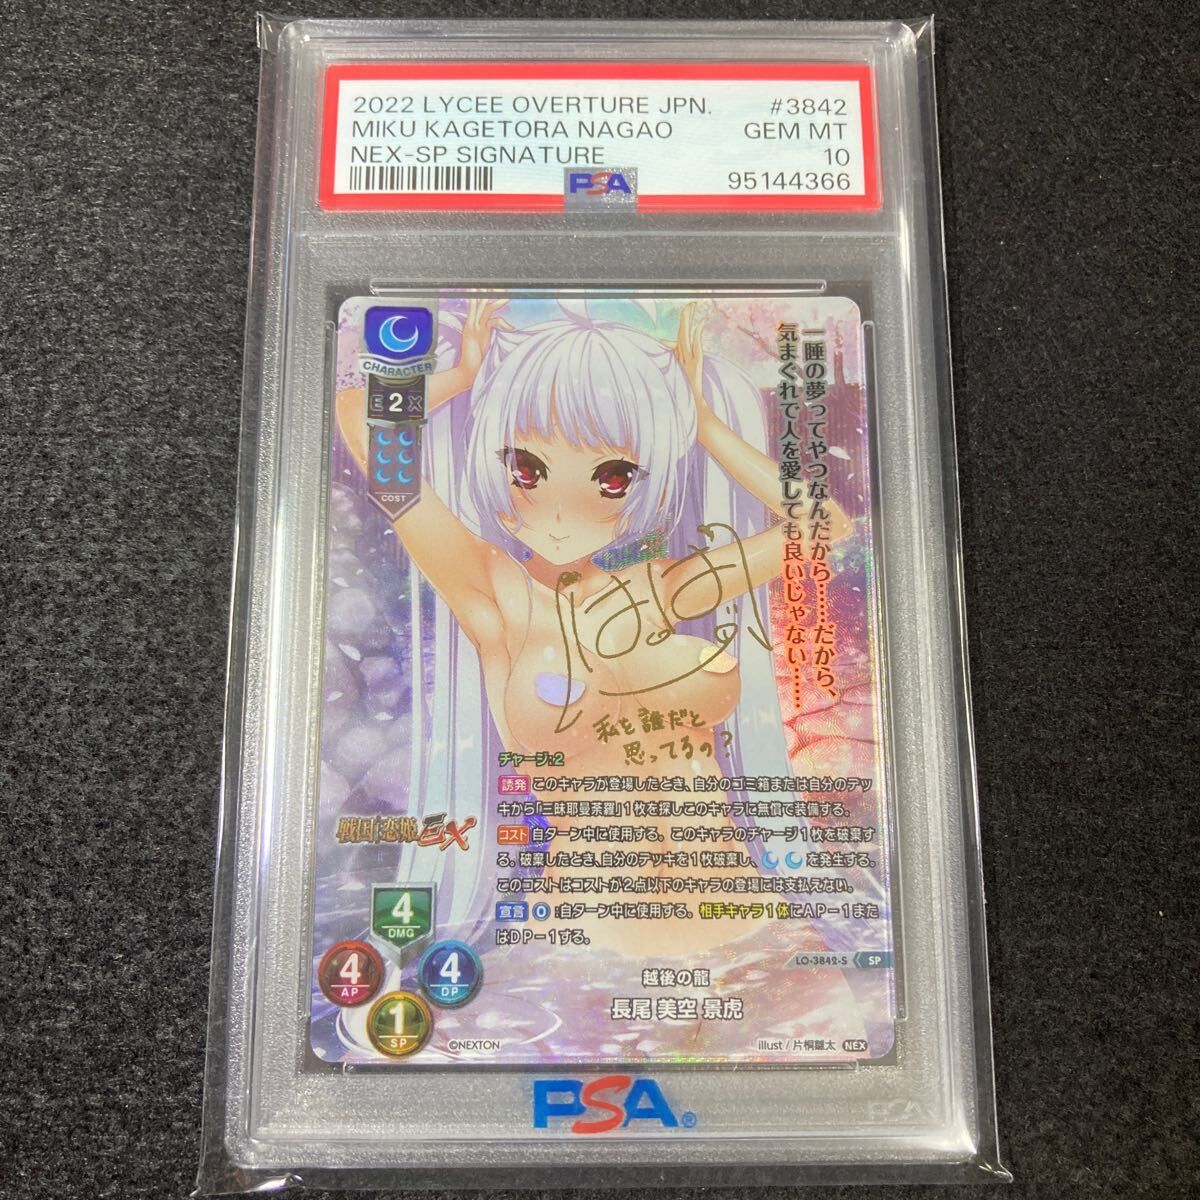 2022 LYCEE OVERTURE JPN. #3842
MIKU KAGETORA NAGAO GEM MT
NEX-SP SIGNATURE 10
PSA 95144366
CHARACTER
E 2 X
COST
一睡の夢ってやつなんだから……だから、
気まぐれで人を愛しても良いじゃない……
私を誰だと
思ってるの?
チャージ:2
誘発 このキャラが登場したとき、自分のゴミ箱または自分のデッ
キから「三昧耶曼荼羅」1枚を探しこのキャラに無償で装備する。
コスト 自ターン中に使用する。このキャラのチャージ1枚を破棄す
る。破棄したとき、自分のデッキを1枚破棄し、を発生する。
このコストはコストが2点以下のキャラの登場には支払えない。
宣言 0:自ターン中に使用する。相手キャラ1体にAP-1また
はDP-1する。
戦国†恋姫EX
4
DMG
4
AP
4
DP
1
SP
LO-3842-S SP
越後の龍
長尾 美空 景虎
©NEXTON
illust / 片桐雛太 NEX
PSA®